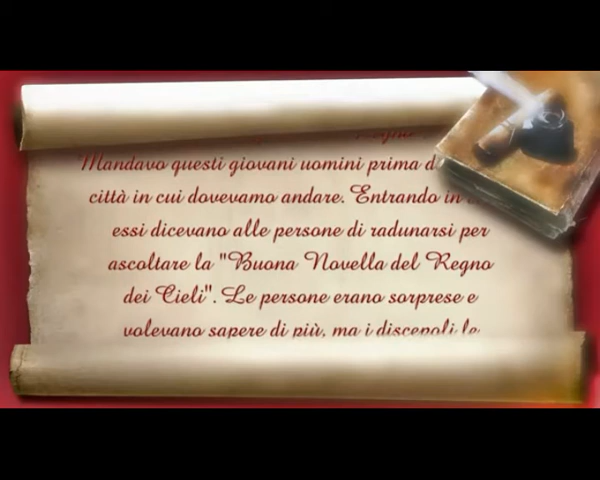 Mandavo questi giovani uomini prima
città in cui dovevamo andare. Entrando in
essi dicevano alle persone di radunarsi per
ascoltare la "Buona Novella del Regno
dei Cieli". Le persone erano sorprese e
volevano sapere di più, ma i discepoli le